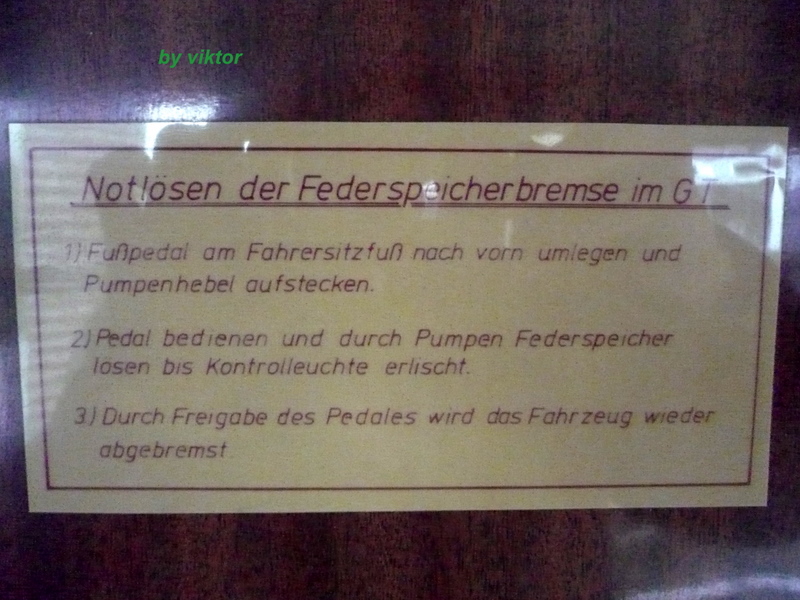 by viktor
Notlösen der Federspeicherbremse im GT
1) Fußpedal am Fahrersitzfuß nach vorn umlegen und
Pumpenhebel aufstecken.
2) Pedal bedienen und durch Pumpen Federspeicher
lösen bis Kontrolleuchte erlischt.
3.) Durch Freigabe des Pedales wird das Fahrzeug wieder
abgebremst.